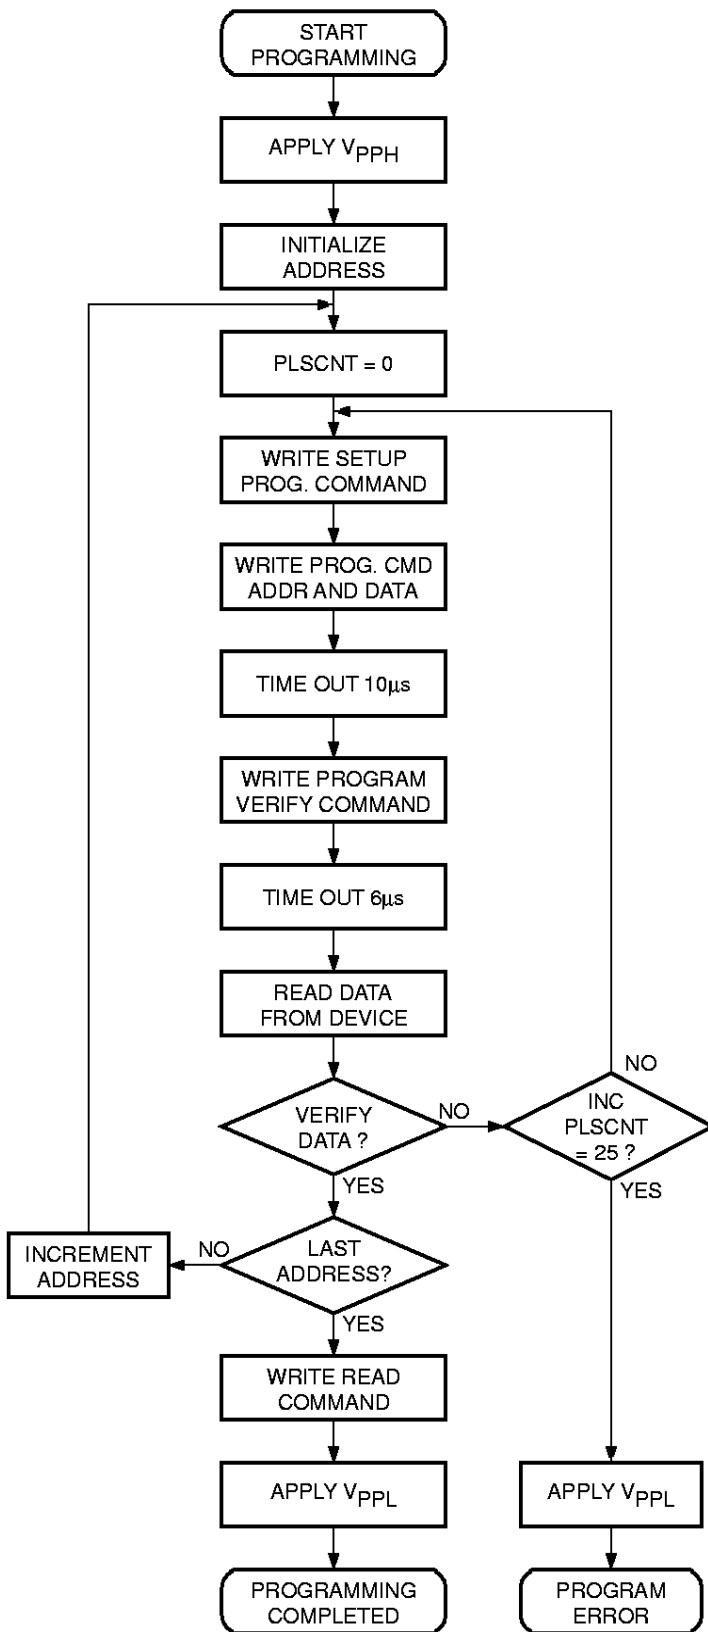 START
PROGRAMMING
APPLY VPPH
INITIALIZE
ADDRESS
PLSCNT = 0
WRITE SETUP
PROG. COMMAND
WRITE PROG. CMD
ADDR AND DATA
TIME OUT 10μs
WRITE PROGRAM
VERIFY COMMAND
TIME OUT 6μs
READ DATA
FROM DEVICE
VERIFY
DATA ?
NO
YES
INC
PLSCNT
= 25 ?
NO
YES
LAST
ADDRESS?
NO
YES
INCREMENT
ADDRESS
WRITE READ
COMMAND
APPLY VPPL
APPLY VPPL
PROGRAMMING
COMPLETED
PROGRAM
ERROR